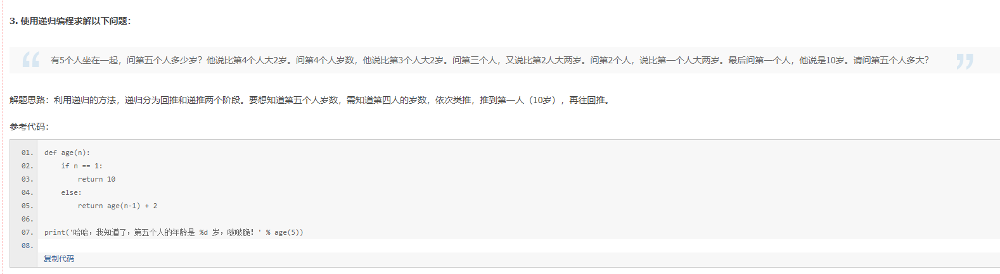 3. 使用递归编程求解以下问题：
“ 有5个人坐在一起，问第五个人多少岁？他说比第4个人大2岁。问第4个人岁数，他说比第3个人大2岁。问第三个人，又说比第2人大两岁。问第2个人，说比第一个人大两岁。最后问第一个人，他说是10岁。请问第五个人多大？ ”
解题思路：利用递归的方法，递归分为回推和递推两个阶段。要想知道第五个人岁数，需知道第四人的岁数，依次类推，推到第一人（10岁），再往回推。
参考代码：
01. def age(n):
02.     if n == 1:
03.         return 10
04.     else:
05.         return age(n-1) + 2
06.
07. print('哈哈，我知道了，第五个人的年龄是 %d 岁，啵啵脆！' % age(5))
08.
复制代码